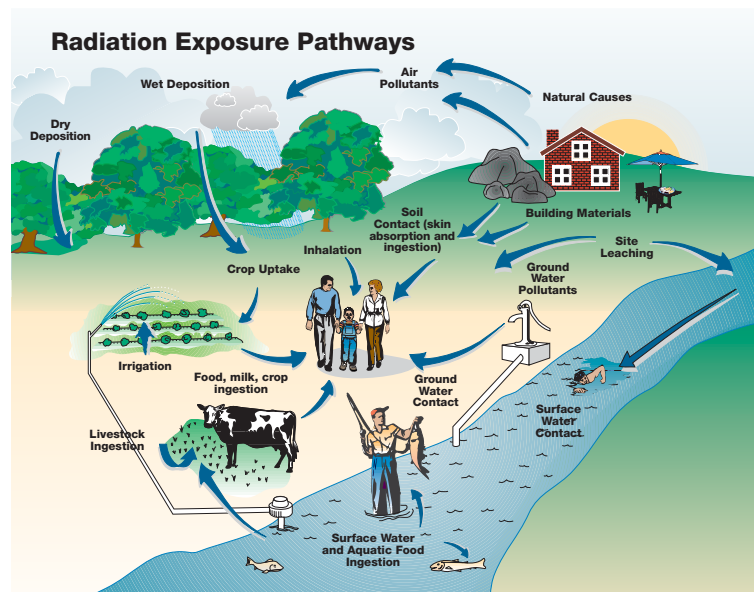 Radiation Exposure Pathways
Wet Deposition
Air
Pollutants
Natural Causes
Dry
Deposition
Building Materials
Soil
Contact (skin
absorption and
ingestion)
Inhalation
Site
Leaching
Crop Uptake
Ground
Water
Pollutants
Irrigation
Food, milk, crop
ingestion
Ground
Water
Contact
Surface
Water
Contact
Livestock
Ingestion
Surface Water
and Aquatic Food
Ingestion